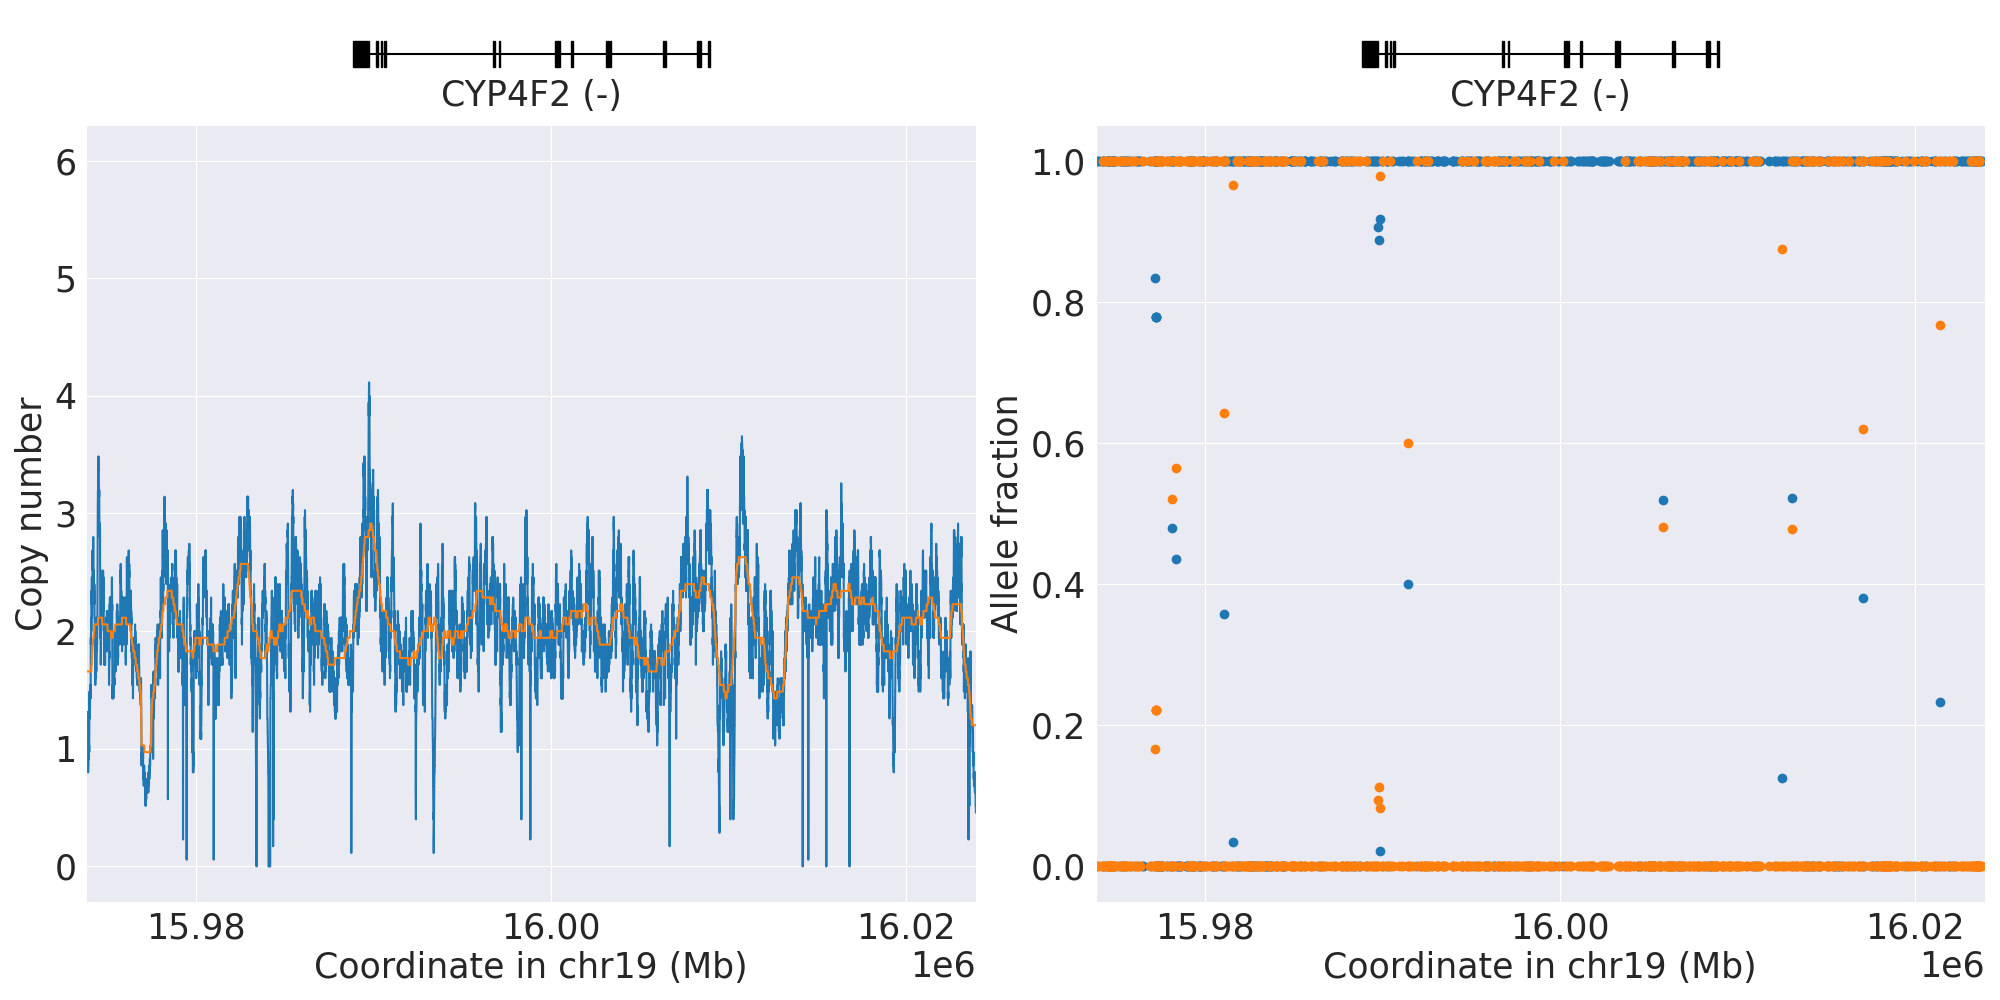 CYP4F2 (-)
6
5
4
3
2
1
0
Copy number
15.98
16.00
16.02
Coordinate in chr19 (Mb)
1e6
CYP4F2 (-)
1.0
0.8
0.6
0.4
0.2
0.0
Allele fraction
15.98
16.00
16.02
Coordinate in chr19 (Mb)
1e6